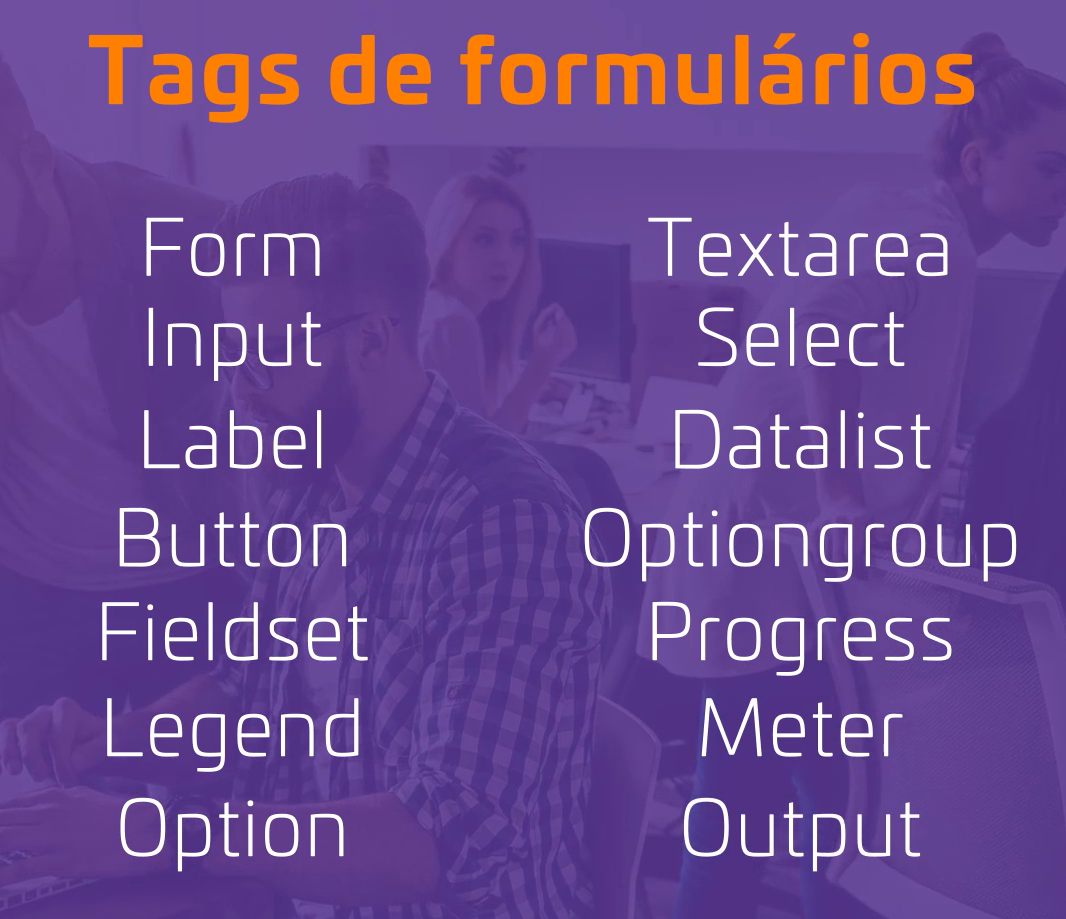 Tags de formulários
Form
Input
Label
Button
Fieldset
Legend
Option
Textarea
Select
Datalist
Optiongroup
Progress
Meter
Output